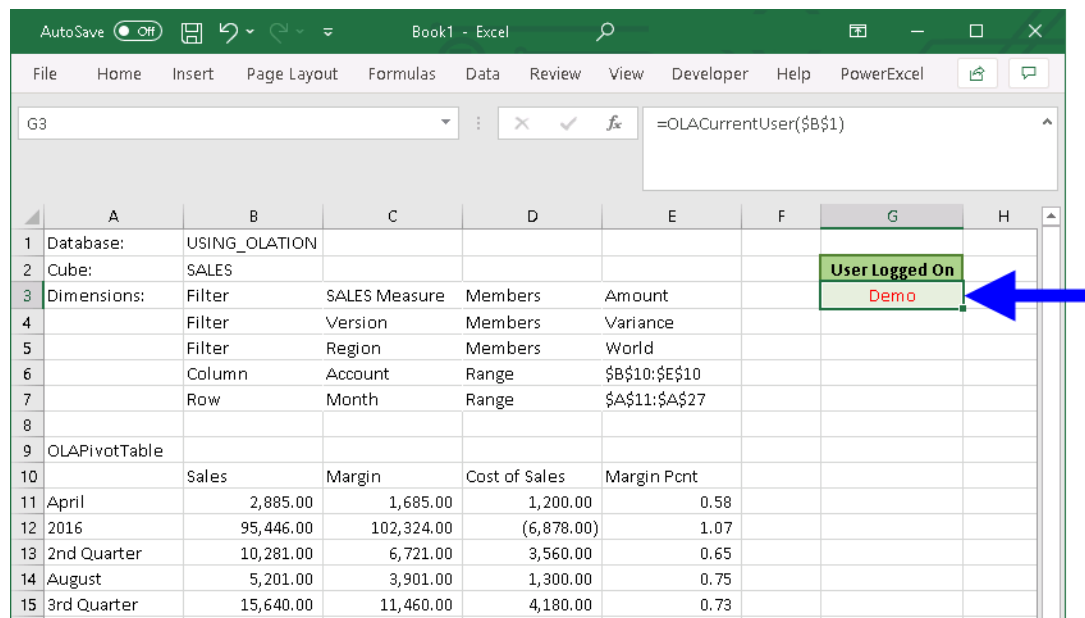 AutoSave Off Book1 - Excel
File Home Insert Page Layout Formulas Data Review View Developer Help PowerExcel
G3 fx =OLACurrentUser($B$1)
A B C D E F G H
1 Database: USING_OLATION
2 Cube: SALES User Logged On
3 Dimensions: Filter SALES Measure Members Amount Demo
4 Filter Version Members Variance
5 Filter Region Members World
6 Column Account Range $B$10:$E$10
7 Row Month Range $A$11:$A$27
8
9 OLAPivotTable
10 Sales Margin Cost of Sales Margin Pcnt
11 April 2,885.00 1,685.00 1,200.00 0.58
12 2016 95,446.00 102,324.00 (6,878.00) 1.07
13 2nd Quarter 10,281.00 6,721.00 3,560.00 0.65
14 August 5,201.00 3,901.00 1,300.00 0.75
15 3rd Quarter 15,640.00 11,460.00 4,180.00 0.73